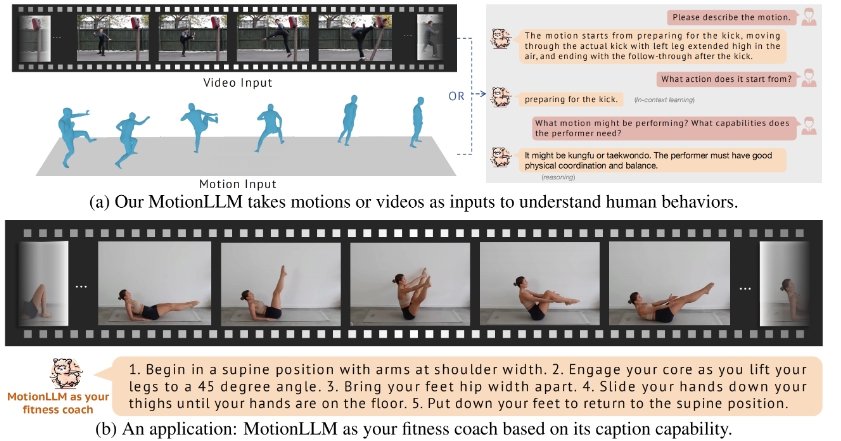 Please describe the motion.
The motion starts from preparing for the kick, moving
through the actual kick with left leg extended high in the
air, and ending with the follow-through after the kick.
What action does it start from?
preparing for the kick. (In-context learning)
What motion might be performing? What capabilities does
the performer need?
It might be kungfu or taekwondo. The performer must have good
physical coordination and balance.
(reasoning)
...
...
Video Input
OR
Motion Input
(a) Our MotionLLM takes motions or videos as inputs to understand human behaviors.
...
...
MotionLLM as your
fitness coach
1. Begin in a supine position with arms at shoulder width. 2. Engage your core as you lift your
legs to a 45 degree angle. 3. Bring your feet hip width apart. 4. Slide your hands down your
thighs until your hands are on the floor. 5. Put down your feet to return to the supine position.
(b) An application: MotionLLM as your fitness coach based on its caption capability.